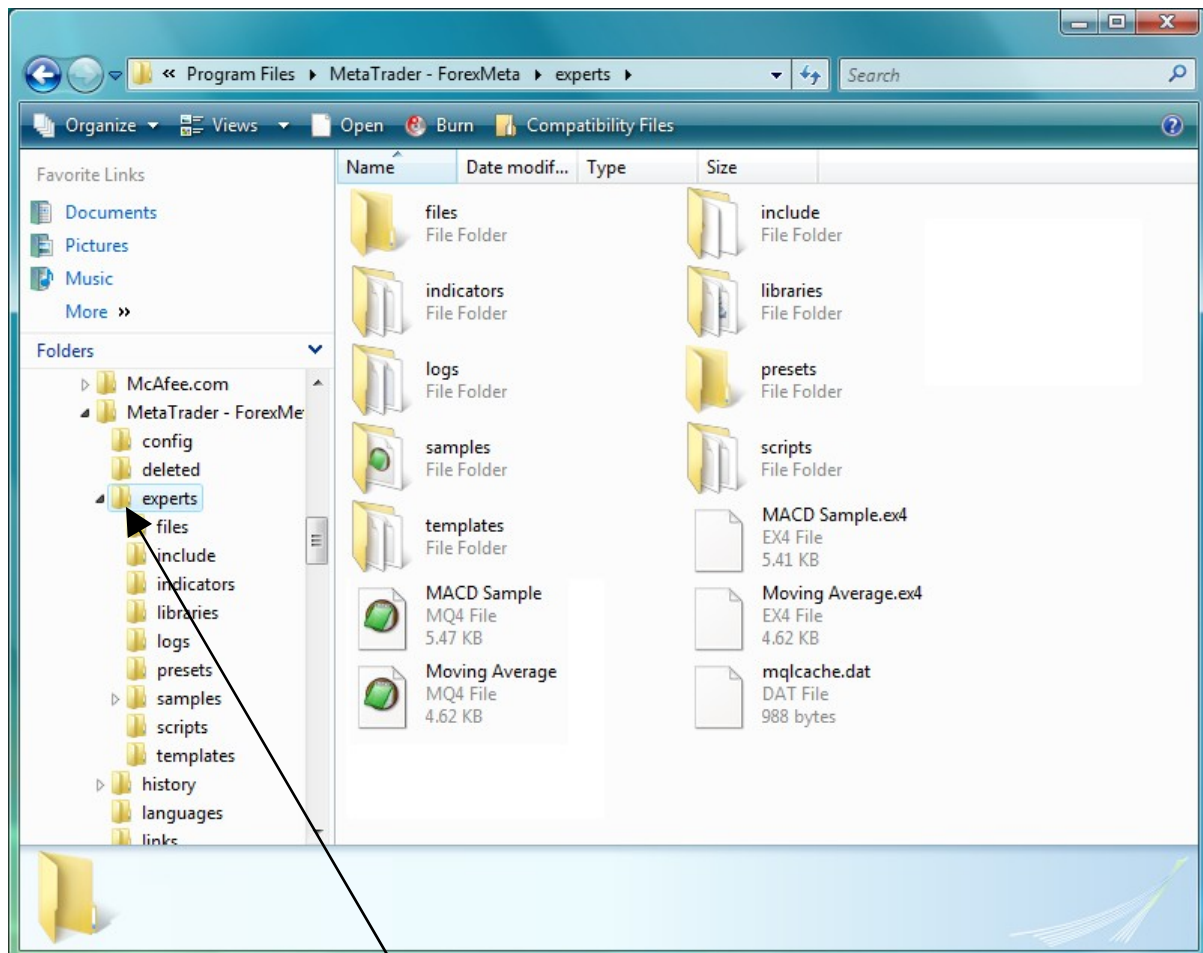 « Program Files ▸ MetaTrader - ForexMeta ▸ experts ▸
Search
Organize Views Open Burn Compatibility Files
Favorite Links
Documents
Pictures
Music
More »
Folders
McAfee.com
MetaTrader - ForexMe
config
deleted
experts
files
include
indicators
libraries
logs
presets
samples
scripts
templates
history
languages
links
Name Date modif... Type Size
files
File Folder
include
File Folder
indicators
File Folder
libraries
File Folder
logs
File Folder
presets
File Folder
samples
File Folder
scripts
File Folder
templates
File Folder
MACD Sample.ex4
EX4 File
5.41 KB
MACD Sample
MQ4 File
5.47 KB
Moving Average.ex4
EX4 File
4.62 KB
Moving Average
MQ4 File
4.62 KB
mqlcache.dat
DAT File
988 bytes